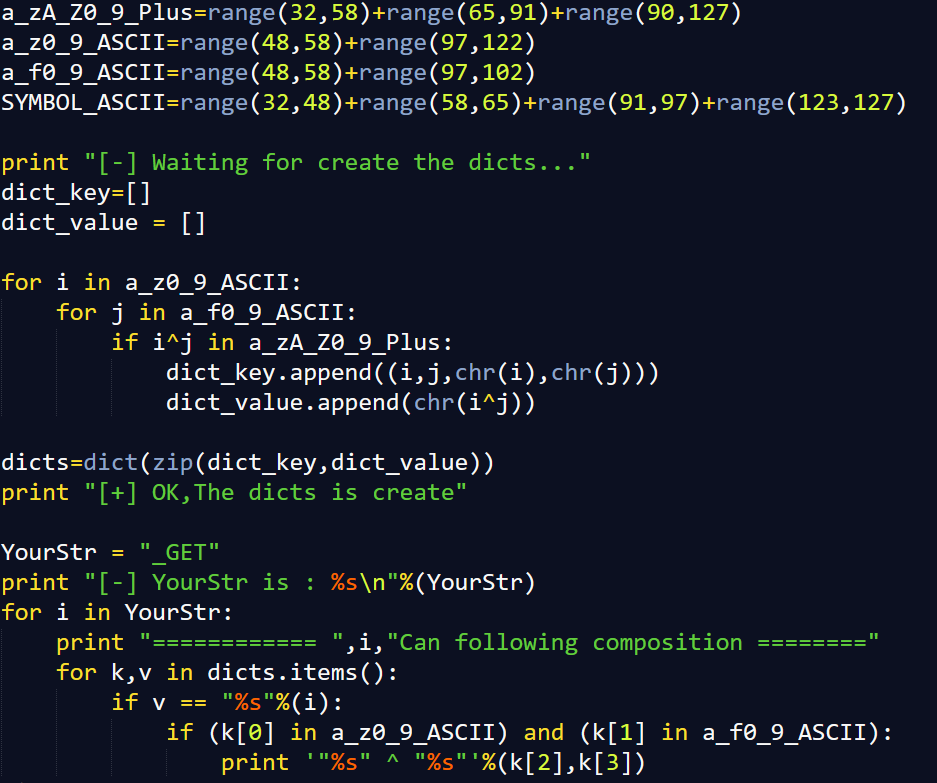 a_zA_Z0_9_Plus=range(32,58)+range(65,91)+range(90,127)
a_z0_9_ASCII=range(48,58)+range(97,122)
a_f0_9_ASCII=range(48,58)+range(97,102)
SYMBOL_ASCII=range(32,48)+range(58,65)+range(91,97)+range(123,127)
print "[-] Waiting for create the dicts..."
dict_key=[]
dict_value = []
for i in a_z0_9_ASCII:
    for j in a_f0_9_ASCII:
        if i^j in a_zA_Z0_9_Plus:
            dict_key.append((i,j,chr(i),chr(j)))
            dict_value.append(chr(i^j))
dicts=dict(zip(dict_key,dict_value))
print "[+] OK,The dicts is create"
YourStr = "_GET"
print "[-] YourStr is : %s\n"%(YourStr)
for i in YourStr:
    print "============ ",i,"Can following composition ========"
    for k,v in dicts.items():
        if v == "%s"%(i):
            if (k[0] in a_z0_9_ASCII) and (k[1] in a_f0_9_ASCII):
                print '"%s" ^ "%s"'%(k[2],k[3])